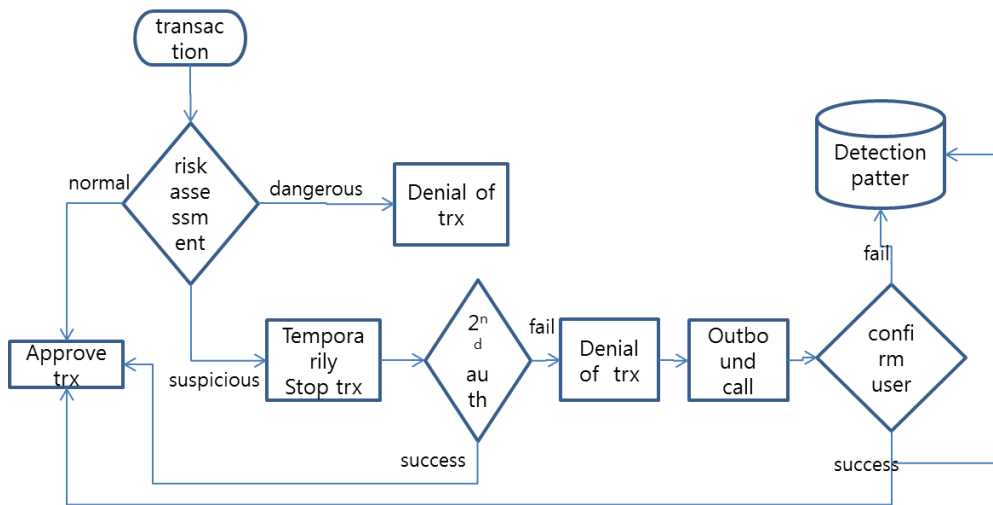 transac
tion
risk
asse
ssm
ent
normal
dangerous
Denial of
trx
Detection
patter
fail
Approve
trx
suspicious
Tempora
rily
Stop trx
2ⁿ
ᵈ
au
th
fail
Denial
of trx
Outbo
und
call
confi
rm
user
success
success